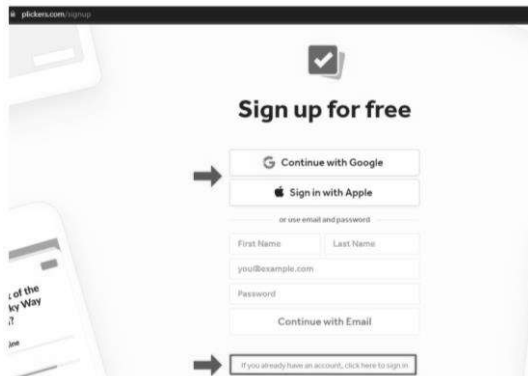 plickers.com/signup
Sign up for free
Continue with Google
Sign in with Apple
or use email and password
First Name
Last Name
you@example.com
Password
Continue with Email
If you already have an account, click here to sign in
of the
ky Way
?